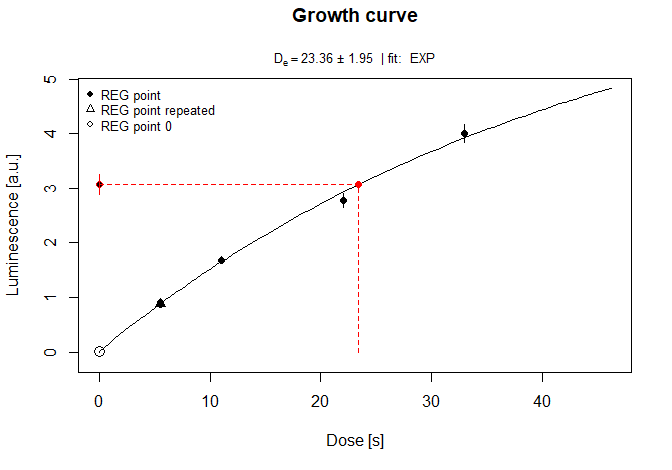 Growth curve
De = 23.36 ± 1.95 | fit: EXP
REG point
REG point repeated
REG point 0
Luminescence [a.u.]
5
4
3
2
1
0
0 10 20 30 40
Dose [s]